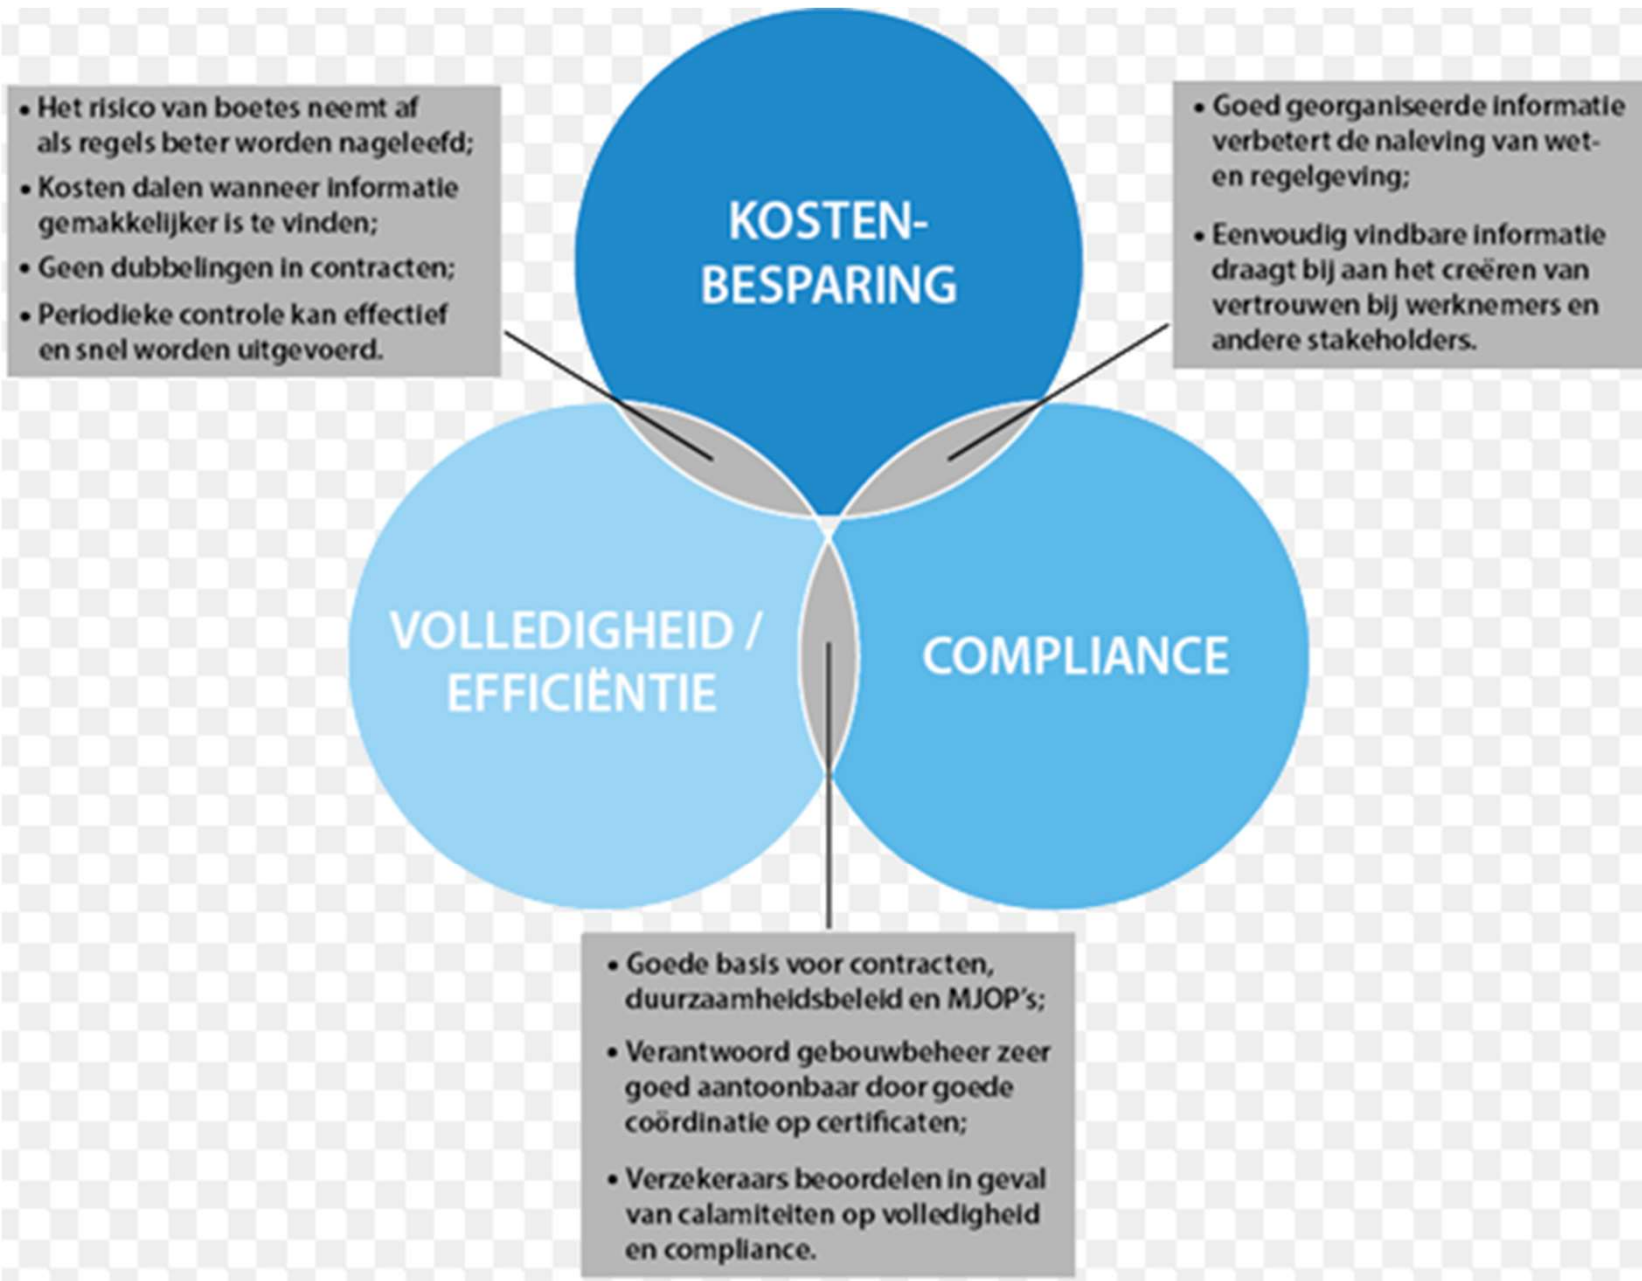 • Het risico van boetes neemt af
als regels beter worden nageleefd;
• Kosten dalen wanneer informatie
gemakkelijker is te vinden;
• Geen dubbelingen in contracten;
• Periodieke controle kan effectief
en snel worden uitgevoerd.
KOSTEN-
BESPARING
• Goed georganiseerde informatie
verbetert de naleving van wet-
en regelgeving;
• Eenvoudig vindbare informatie
draagt bij aan het creëren van
vertrouwen bij werknemers en
andere stakeholders.
VOLLEDIGHEID /
EFFICIËNTIE
COMPLIANCE
• Goede basis voor contracten,
duurzaamheidsbeleid en MJOP's;
• Verantwoord gebouwbeheer zeer
goed aantoonbaar door goede
coördinatie op certificaten;
• Verzekeraars beoordelen in geval
van calamiteiten op volledigheid
en compliance.